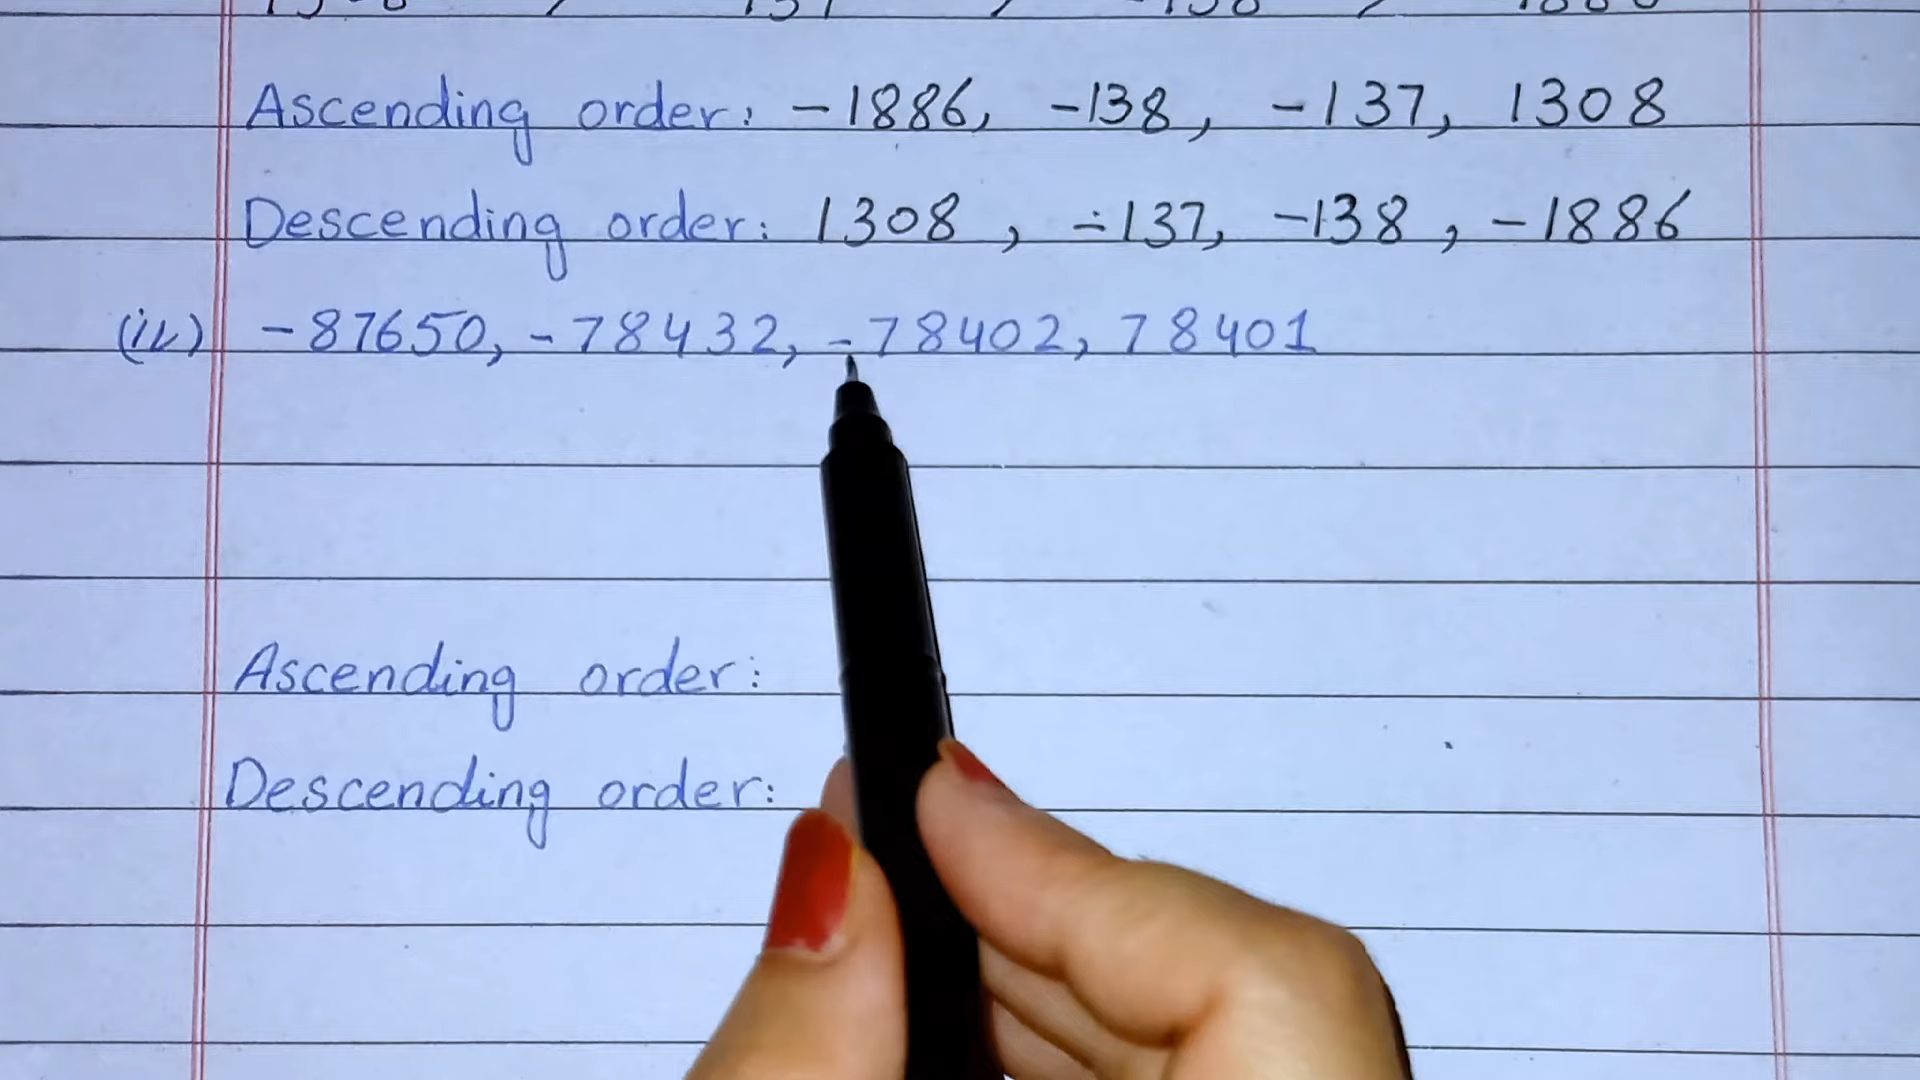 Ascending order: -1886, -138, -137, 1308
Descending order: 1308, -137, -138, -1886
(iv) -87650, -78432, -78402, 78401
Ascending order:
Descending order: